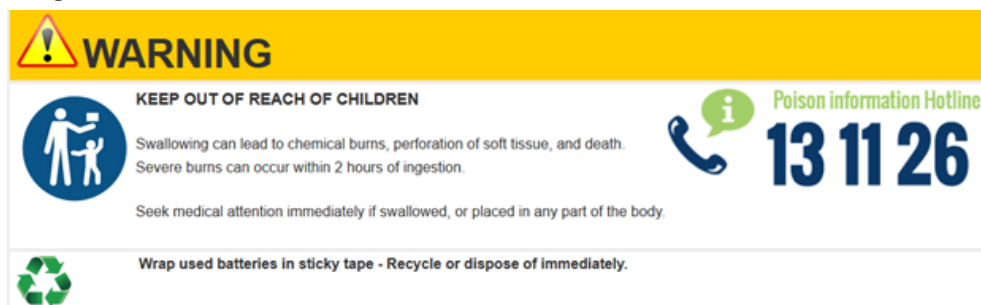 WARNING
KEEP OUT OF REACH OF CHILDREN
Swallowing can lead to chemical burns, perforation of soft tissue, and death.
Severe burns can occur within 2 hours of ingestion.
Seek medical attention immediately if swallowed, or placed in any part of the body.
Poison information Hotline
13 11 26
Wrap used batteries in sticky tape - Recycle or dispose of immediately.